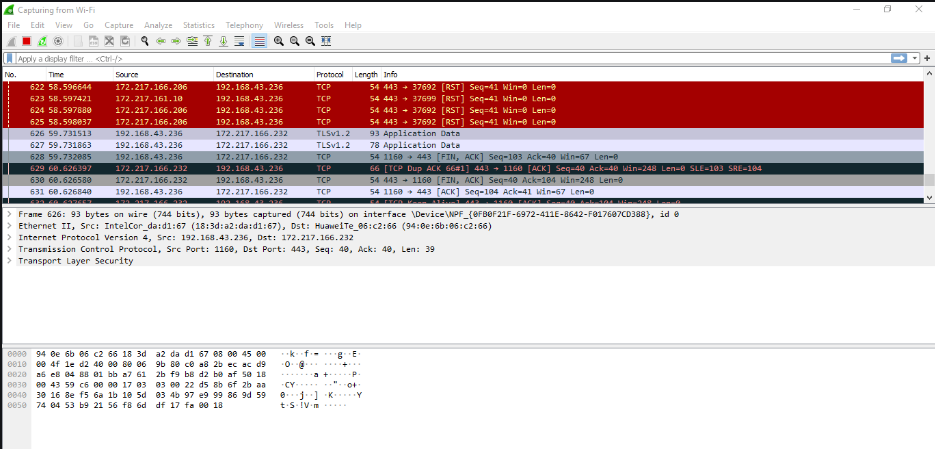 Capturing from Wi-Fi
File Edit View Go Capture Analyze Statistics Telephony Wireless Tools Help
Apply a display filter ... <Ctrl-/>
No. Time Source Destination Protocol Length Info
622 58.596644 172.217.166.206 192.168.43.236 TCP 54 443 → 37692 [RST] Seq=41 Win=0 Len=0
623 58.597421 172.217.161.10 192.168.43.236 TCP 54 443 → 37699 [RST] Seq=41 Win=0 Len=0
624 58.597880 172.217.166.206 192.168.43.236 TCP 54 443 → 37692 [RST] Seq=41 Win=0 Len=0
625 58.598037 172.217.166.206 192.168.43.236 TCP 54 443 → 37692 [RST] Seq=41 Win=0 Len=0
626 59.731513 192.168.43.236 172.217.166.232 TLSv1.2 93 Application Data
627 59.731863 192.168.43.236 172.217.166.232 TLSv1.2 78 Application Data
628 59.732085 192.168.43.236 172.217.166.232 TCP 54 1160 → 443 [FIN, ACK] Seq=103 Ack=40 Win=67 Len=0
629 60.626397 172.217.166.232 192.168.43.236 TCP 66 [TCP Dup ACK 66#1] 443 → 1160 [ACK] Seq=40 Ack=40 Win=248 Len=0 SLE=103 SRE=104
630 60.626580 172.217.166.232 192.168.43.236 TCP 54 443 → 1160 [FIN, ACK] Seq=40 Ack=104 Win=248 Len=0
631 60.626840 192.168.43.236 172.217.166.232 TCP 54 1160 → 443 [ACK] Seq=104 Ack=41 Win=67 Len=0
Frame 626: 93 bytes on wire (744 bits), 93 bytes captured (744 bits) on interface \Device\NPF_{0FB0F21F-6972-411E-8642-F017607CD388}, id 0
Ethernet II, Src: IntelCor_da:d1:67 (18:3d:a2:da:d1:67), Dst: HuaweiTe_06:c2:66 (94:0e:6b:06:c2:66)
Internet Protocol Version 4, Src: 192.168.43.236, Dst: 172.217.166.232
Transmission Control Protocol, Src Port: 1160, Dst Port: 443, Seq: 40, Ack: 40, Len: 39
Transport Layer Security
0000 94 0e 6b 06 c2 66 18 3d a2 da d1 67 08 00 45 00 ··k··f·= ···g··E·
0010 00 4f 1e d2 40 00 80 06 9b 80 c0 a8 2b ec ac d9 ·O··@··· ····+···
0020 a6 e8 04 88 01 bb a7 61 2b f9 b8 d2 b0 af 50 18 ·······a +·····P·
0030 00 43 59 c6 00 00 17 03 03 00 22 d5 8b 6f 2b aa ·CY····· ··"··o+·
0040 30 16 8e f5 6a 1b 10 5d 03 4b 97 e9 99 86 9d 59 0···j··] ·K·····Y
0050 74 04 53 b9 21 56 f8 6d df 17 fa 00 18 t·S·!V·m ·····